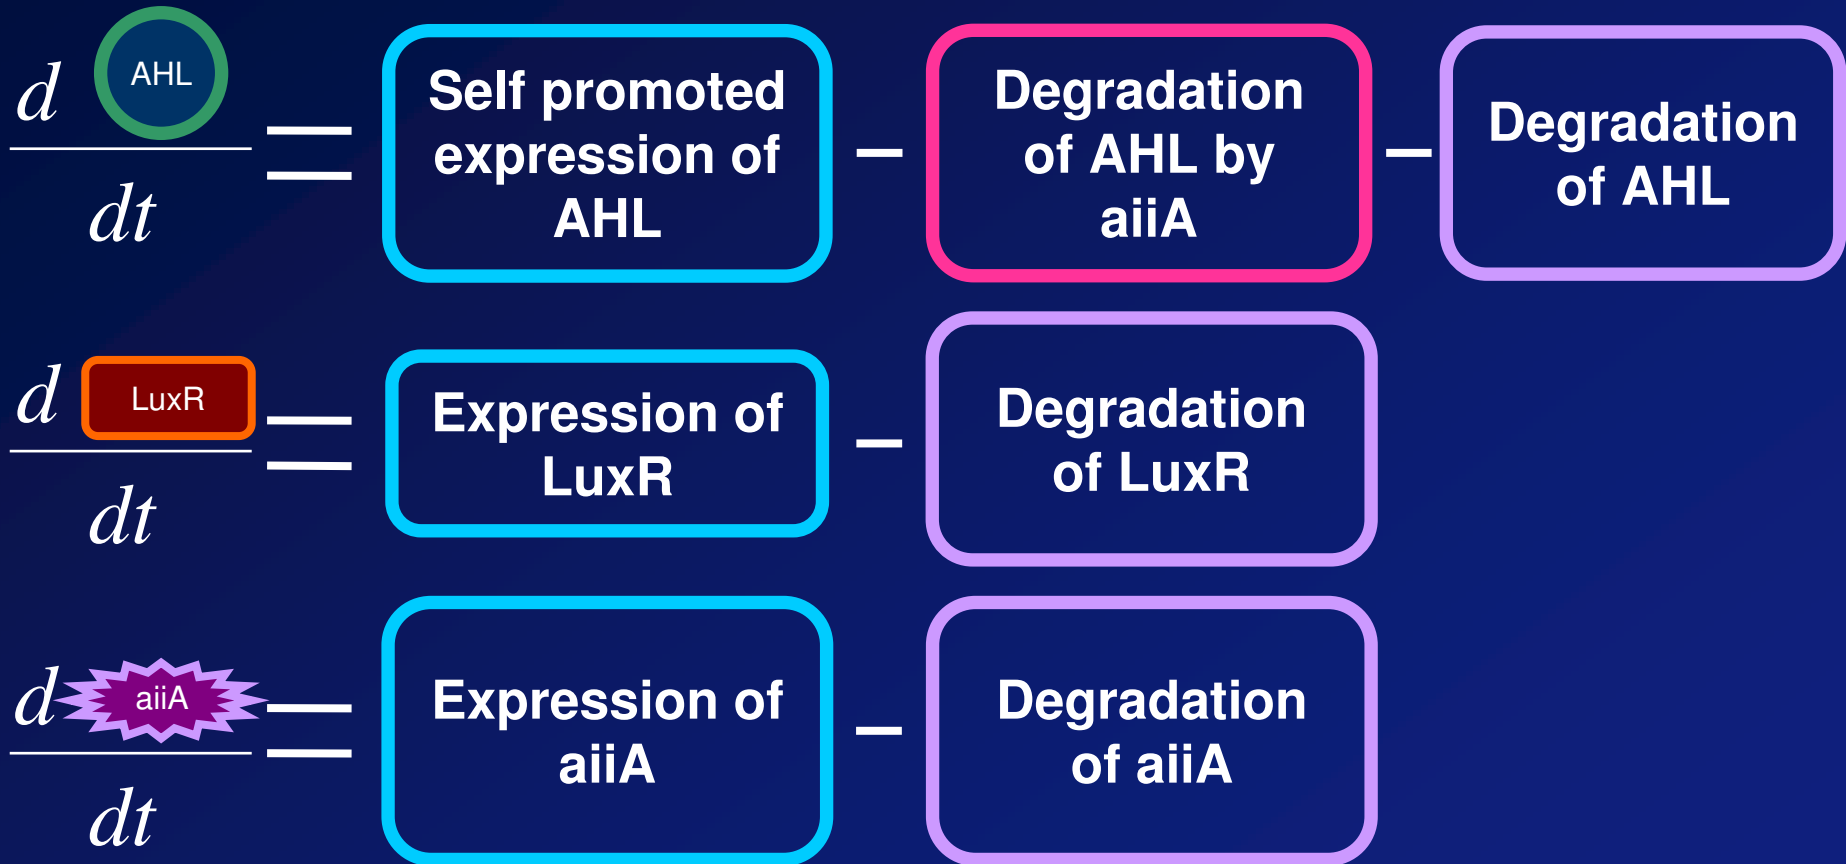 d AHL
dt
=
Self promoted
expression of
AHL
–
Degradation
of AHL by
aiiA
–
Degradation
of AHL
d LuxR
dt
=
Expression of
LuxR
–
Degradation
of LuxR
d aiiA
dt
=
Expression of
aiiA
–
Degradation
of aiiA